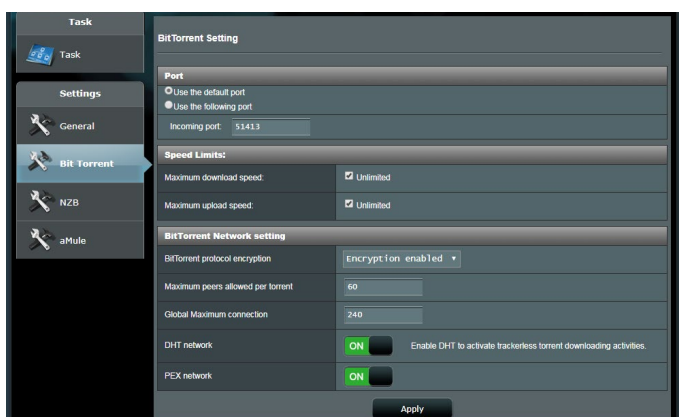 Task
Task
Settings
General
Bit Torrent
NZB
aMule
BitTorrent Setting
Port
Use the default port
Use the following port
Incoming port: 51413
Speed Limits:
Maximum download speed: Unlimited
Maximum upload speed: Unlimited
BitTorrent Network setting
BitTorrent protocol encryption Encryption enabled
Maximum peers allowed per torrent 60
Global Maximum connection 240
DHT network ON Enable DHT to activate trackerless torrent downloading activities.
PEX network ON
Apply